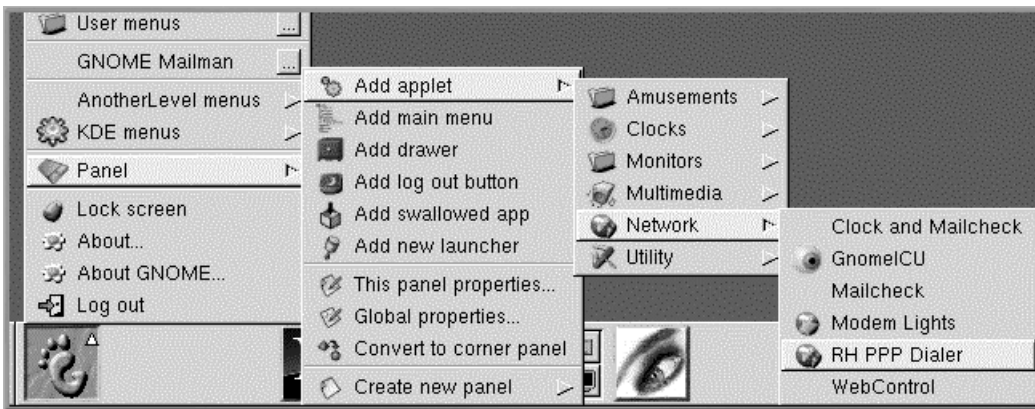 User menus
...
GNOME Mailman
...
AnotherLevel menus
KDE menus
Panel
Lock screen
About...
About GNOME...
Log out
Add applet
Add main menu
Add drawer
Add log out button
Add swallowed app
Add new launcher
This panel properties...
Global properties...
Convert to corner panel
Create new panel
Amusements
Clocks
Monitors
Multimedia
Network
Utility
Clock and Mailcheck
GnomeICU
Mailcheck
Modem Lights
RH PPP Dialer
WebControl